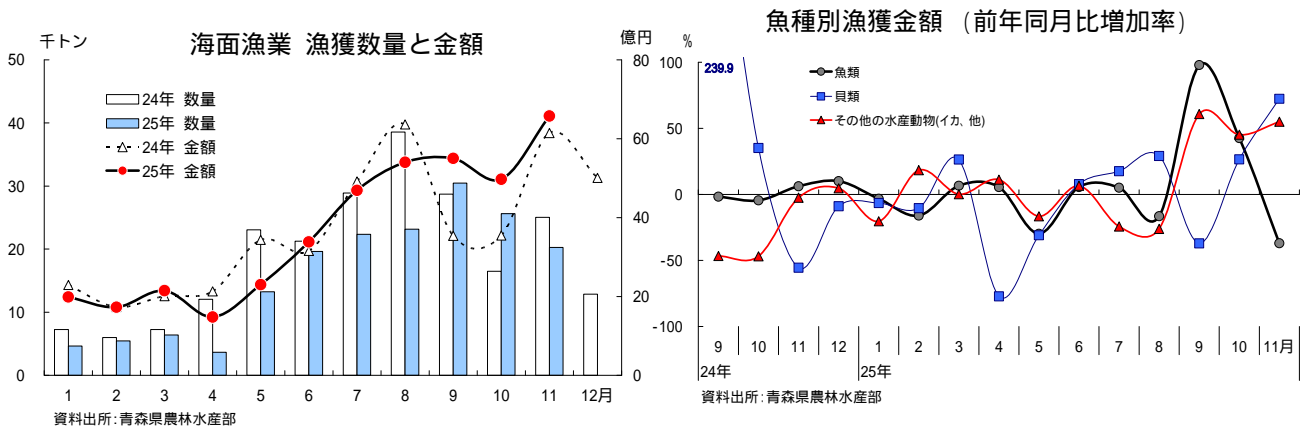 海面漁業 漁獲数量と金額
千トン
億円
50
40
30
20
10
0
80
60
40
20
0
24年 数量
25年 数量
24年 金額
25年 金額
1 2 3 4 5 6 7 8 9 10 11 12月
資料出所:青森県農林水産部
魚種別漁獲金額 (前年同月比増加率)
%
100
50
0
-50
-100
239.9
魚類
貝類
その他の水産動物(イカ、他)
9 10 11 12 1 2 3 4 5 6 7 8 9 10 11月
24年 25年
資料出所:青森県農林水産部